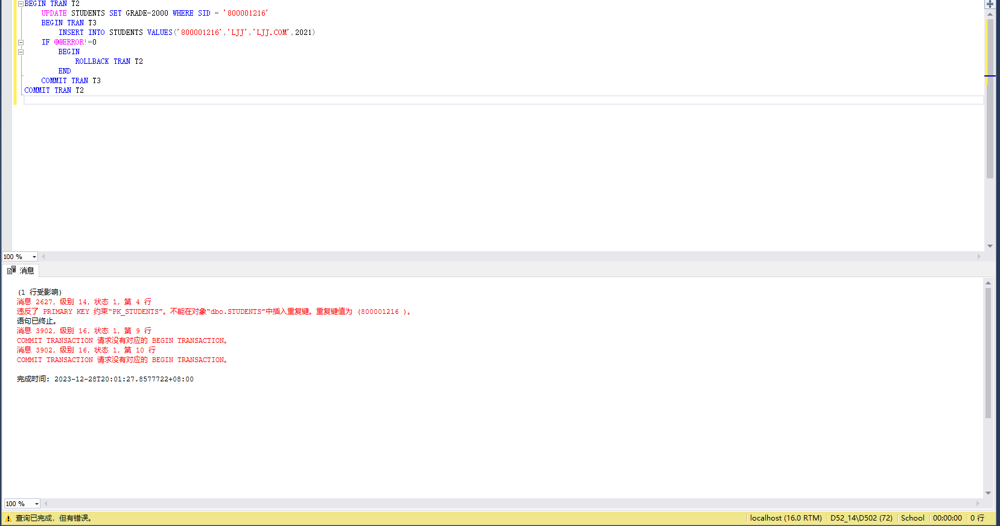 BEGIN TRAN T2
UPDATE STUDENTS SET GRADE=2000 WHERE SID = '800001216'
BEGIN TRAN T3
INSERT INTO STUDENTS VALUES('800001216','LJJ','LJJ.COM',2021)
IF @@ERROR!=0
BEGIN
ROLLBACK TRAN T2
END
COMMIT TRAN T3
COMMIT TRAN T2
100 %
消息
(1 行受影响)
消息 2627，级别 14，状态 1，第 4 行
违反了 PRIMARY KEY 约束“PK_STUDENTS”。不能在对象“dbo.STUDENTS”中插入重复键。重复键值为 (800001216 )。
语句已终止。
消息 3902，级别 16，状态 1，第 9 行
COMMIT TRANSACTION 请求没有对应的 BEGIN TRANSACTION。
消息 3902，级别 16，状态 1，第 10 行
COMMIT TRANSACTION 请求没有对应的 BEGIN TRANSACTION。
完成时间: 2023-12-28T20:01:27.8577722+08:00
100 %
查询已完成，但有错误。 localhost (16.0 RTM) D52_14\D502 (72) School 00:00:00 0 行